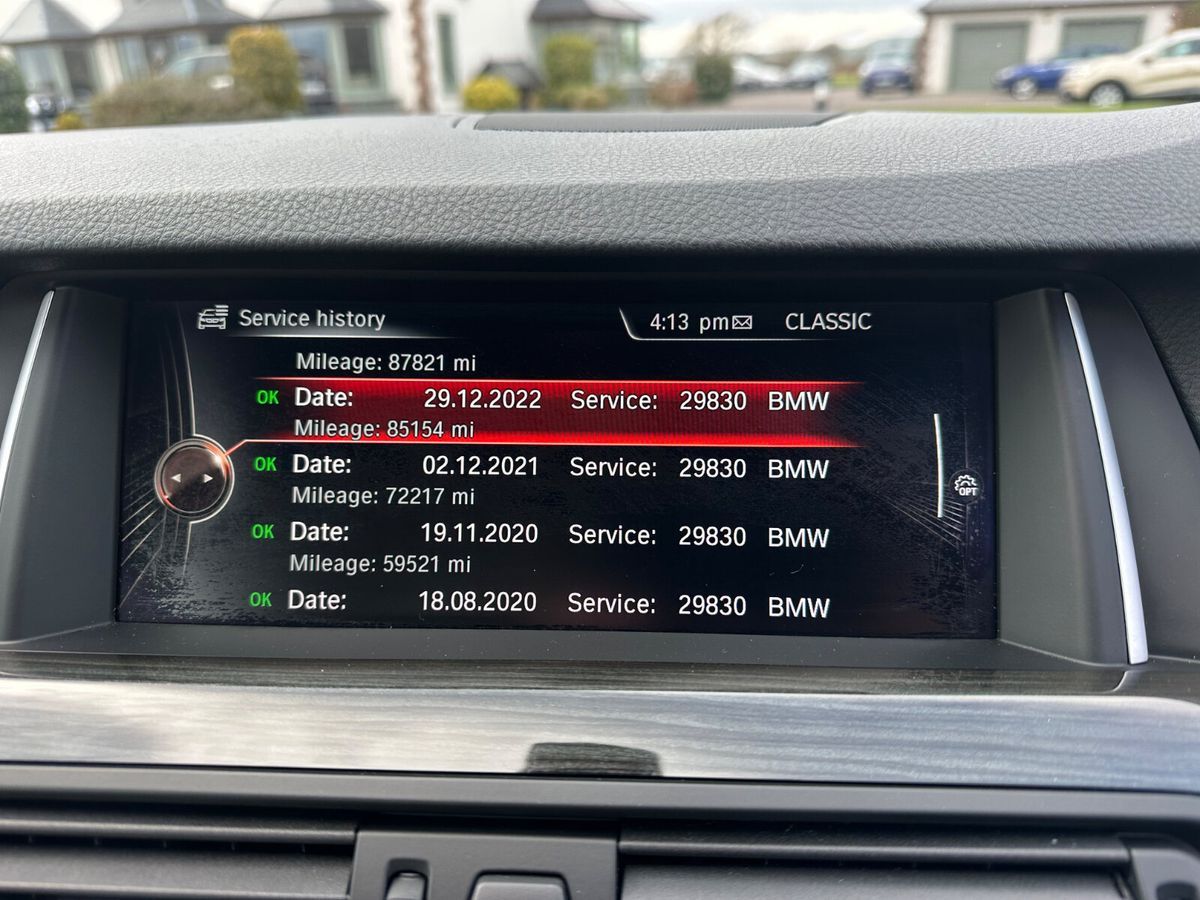 Service history 4:13 pm CLASSIC
Mileage: 87821 mi
OK Date: 29.12.2022 Service: 29830 BMW
Mileage: 85154 mi
OK Date: 02.12.2021 Service: 29830 BMW
Mileage: 72217 mi
OK Date: 19.11.2020 Service: 29830 BMW
Mileage: 59521 mi
OK Date: 18.08.2020 Service: 29830 BMW
OPT